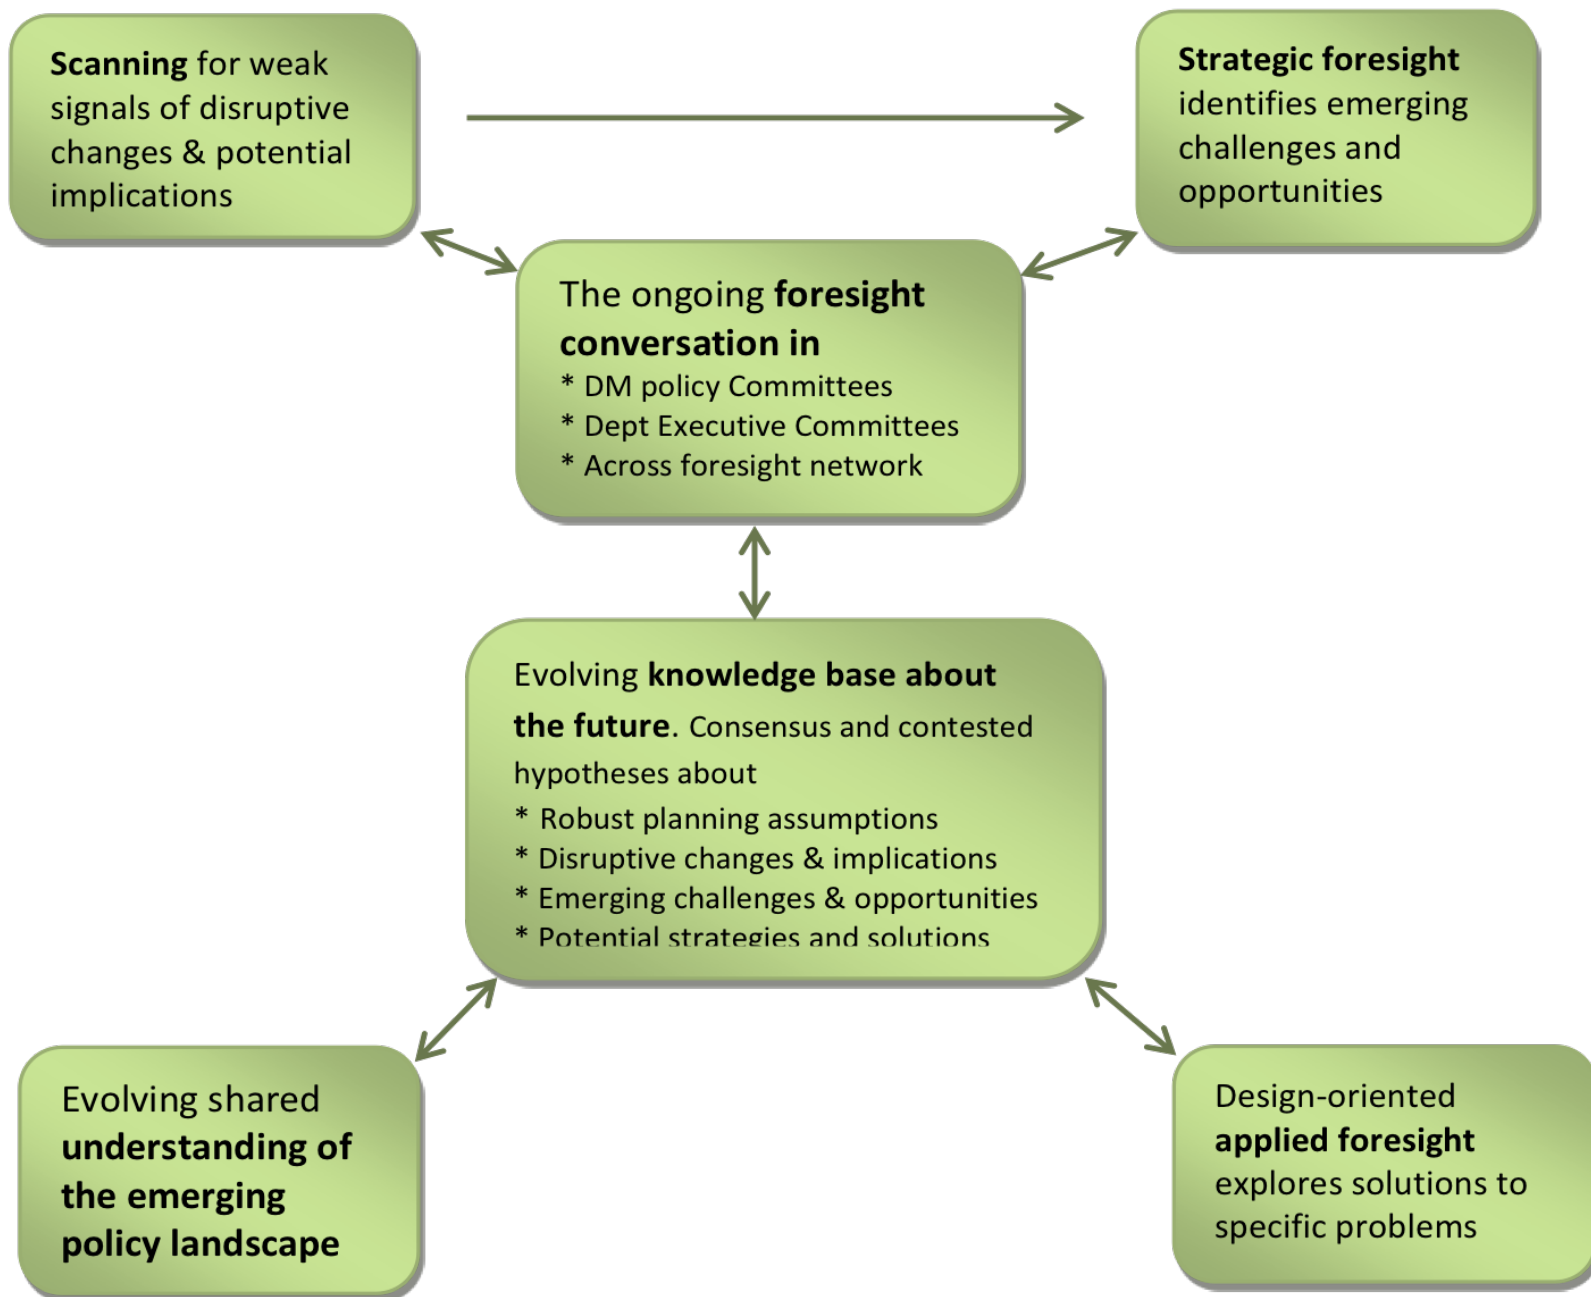 Scanning for weak
signals of disruptive
changes & potential
implications
Strategic foresight
identifies emerging
challenges and
opportunities
The ongoing foresight
conversation in
* DM policy Committees
* Dept Executive Committees
* Across foresight network
Evolving knowledge base about
the future. Consensus and contested
hypotheses about
* Robust planning assumptions
* Disruptive changes & implications
* Emerging challenges & opportunities
* Potential strategies and solutions
Evolving shared
understanding of
the emerging
policy landscape
Design-oriented
applied foresight
explores solutions to
specific problems